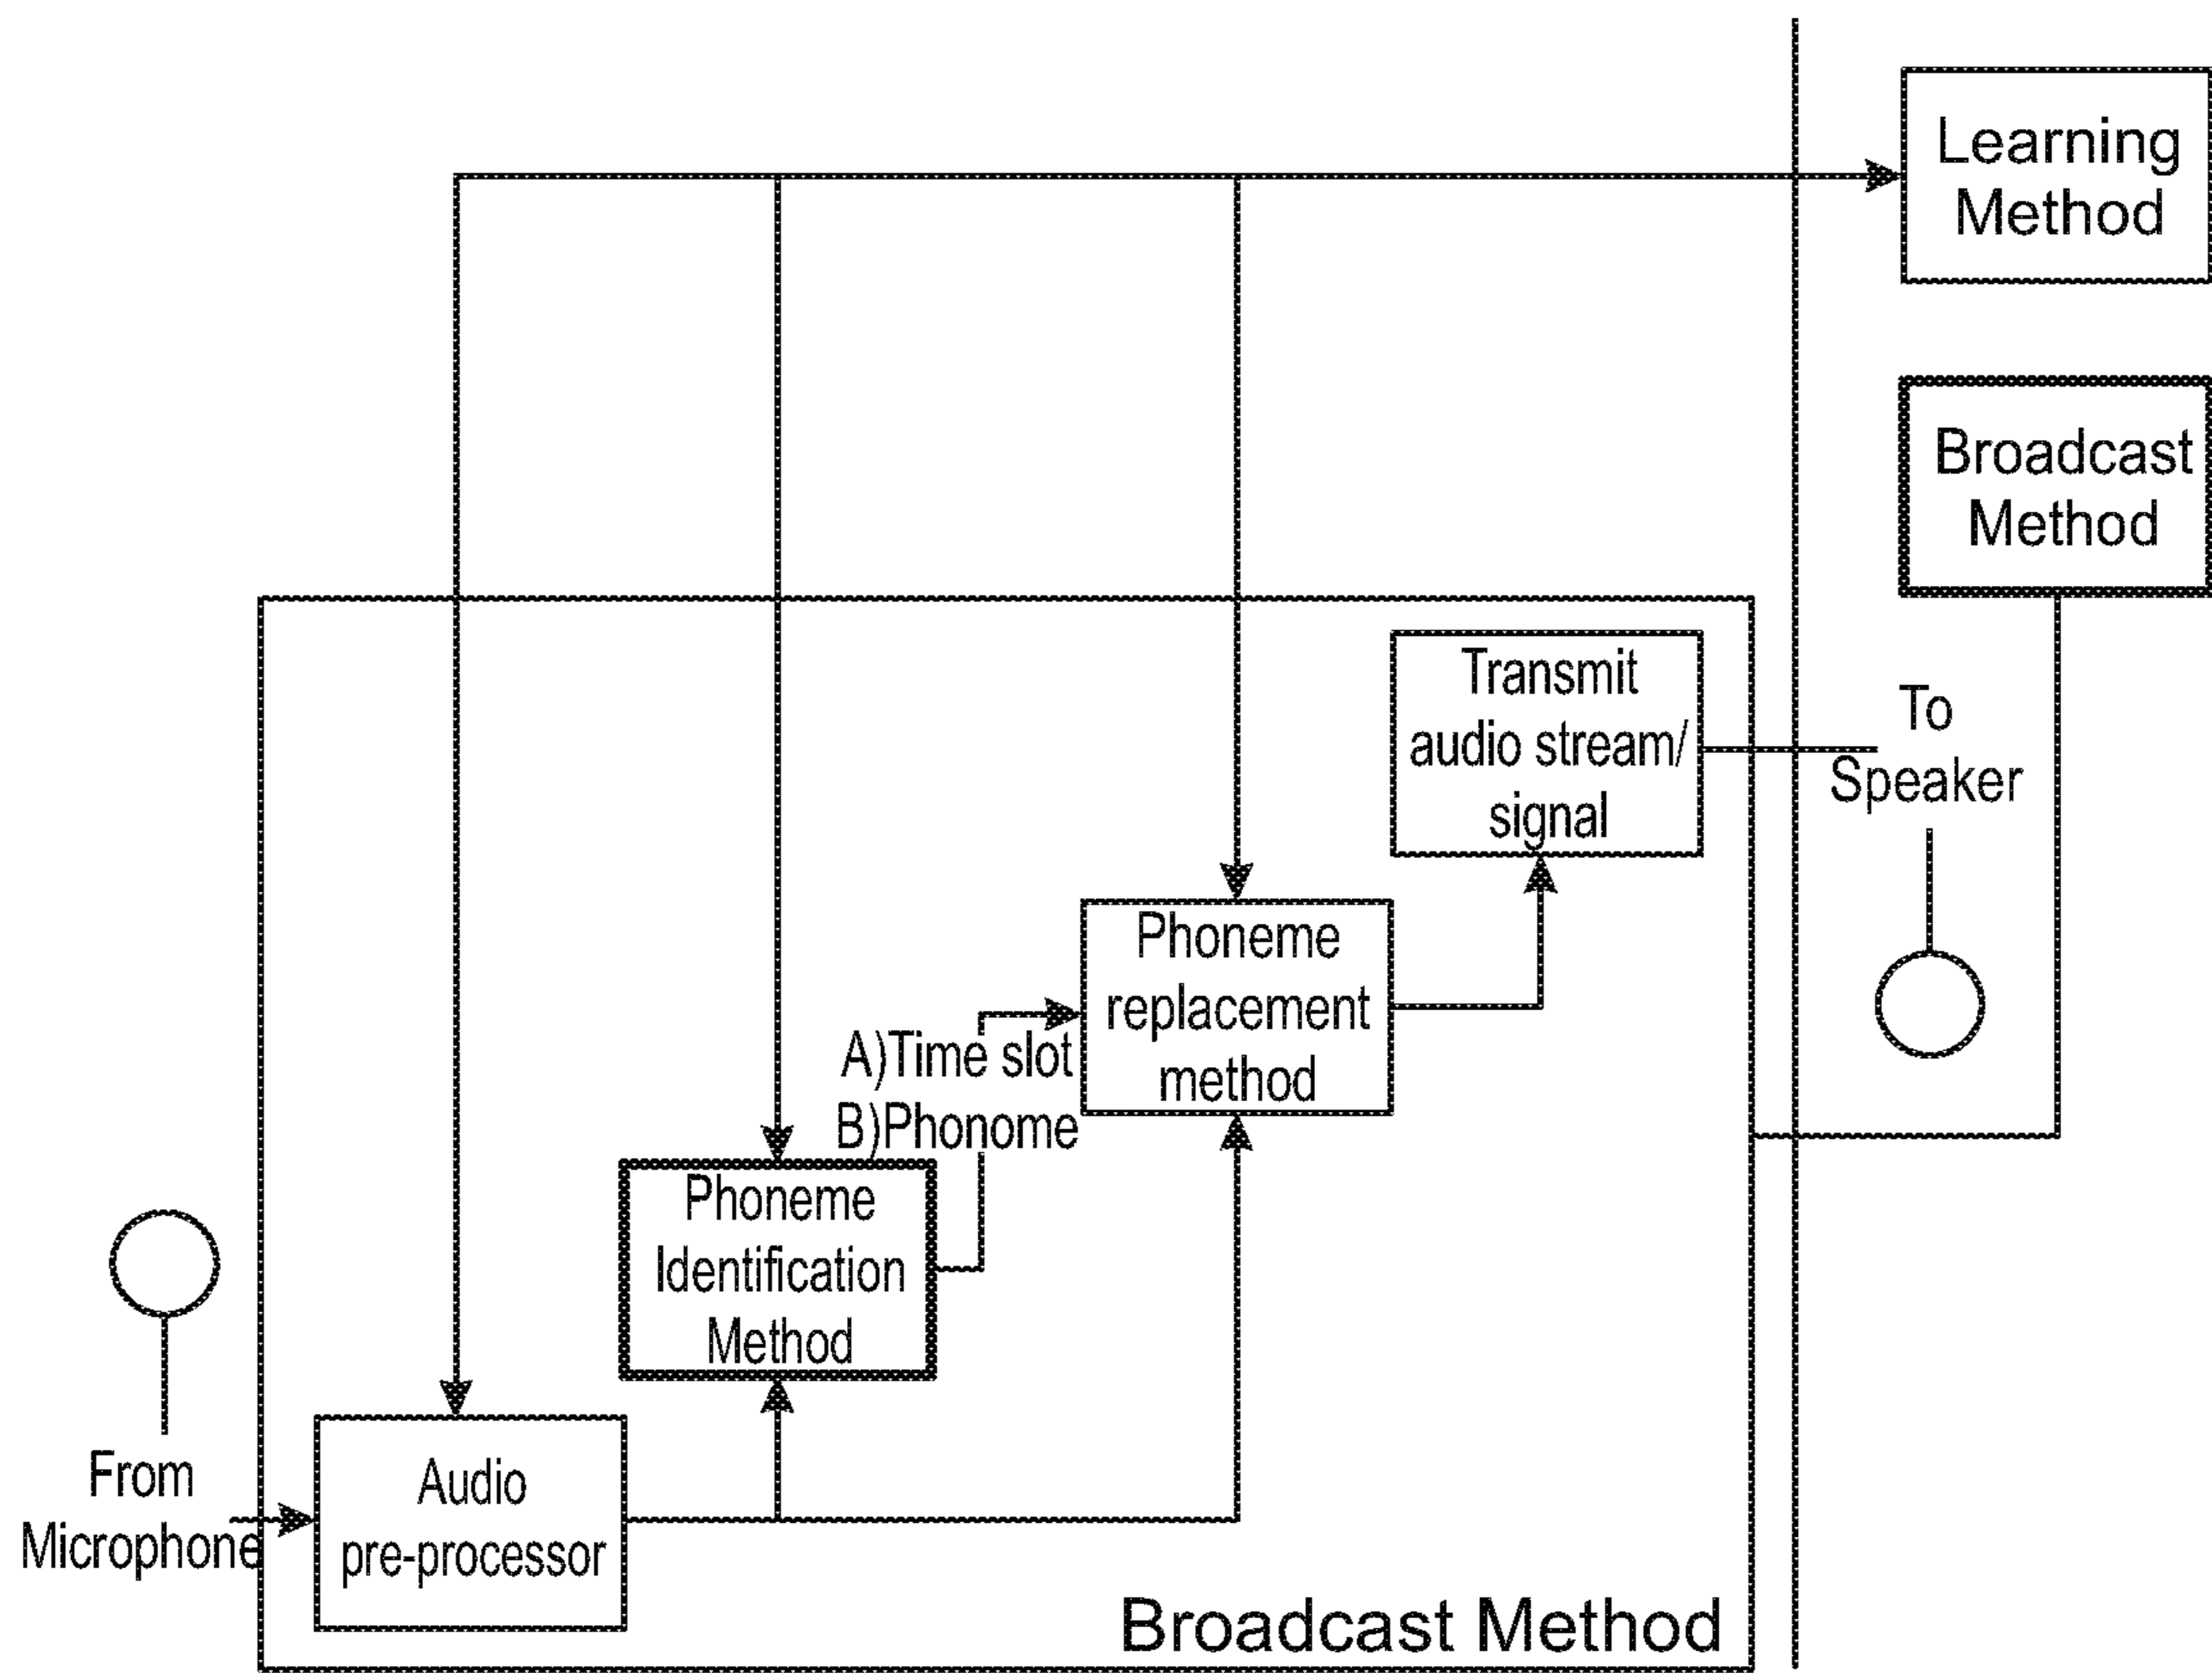 Learning
Method
Broadcast
Method
Transmit
audio stream/
signal
To
Speaker
Phoneme
replacement
method
A)Time slot
B)Phonome
Phoneme
Identification
Method
From
Microphone
Audio
pre-processor
Broadcast Method